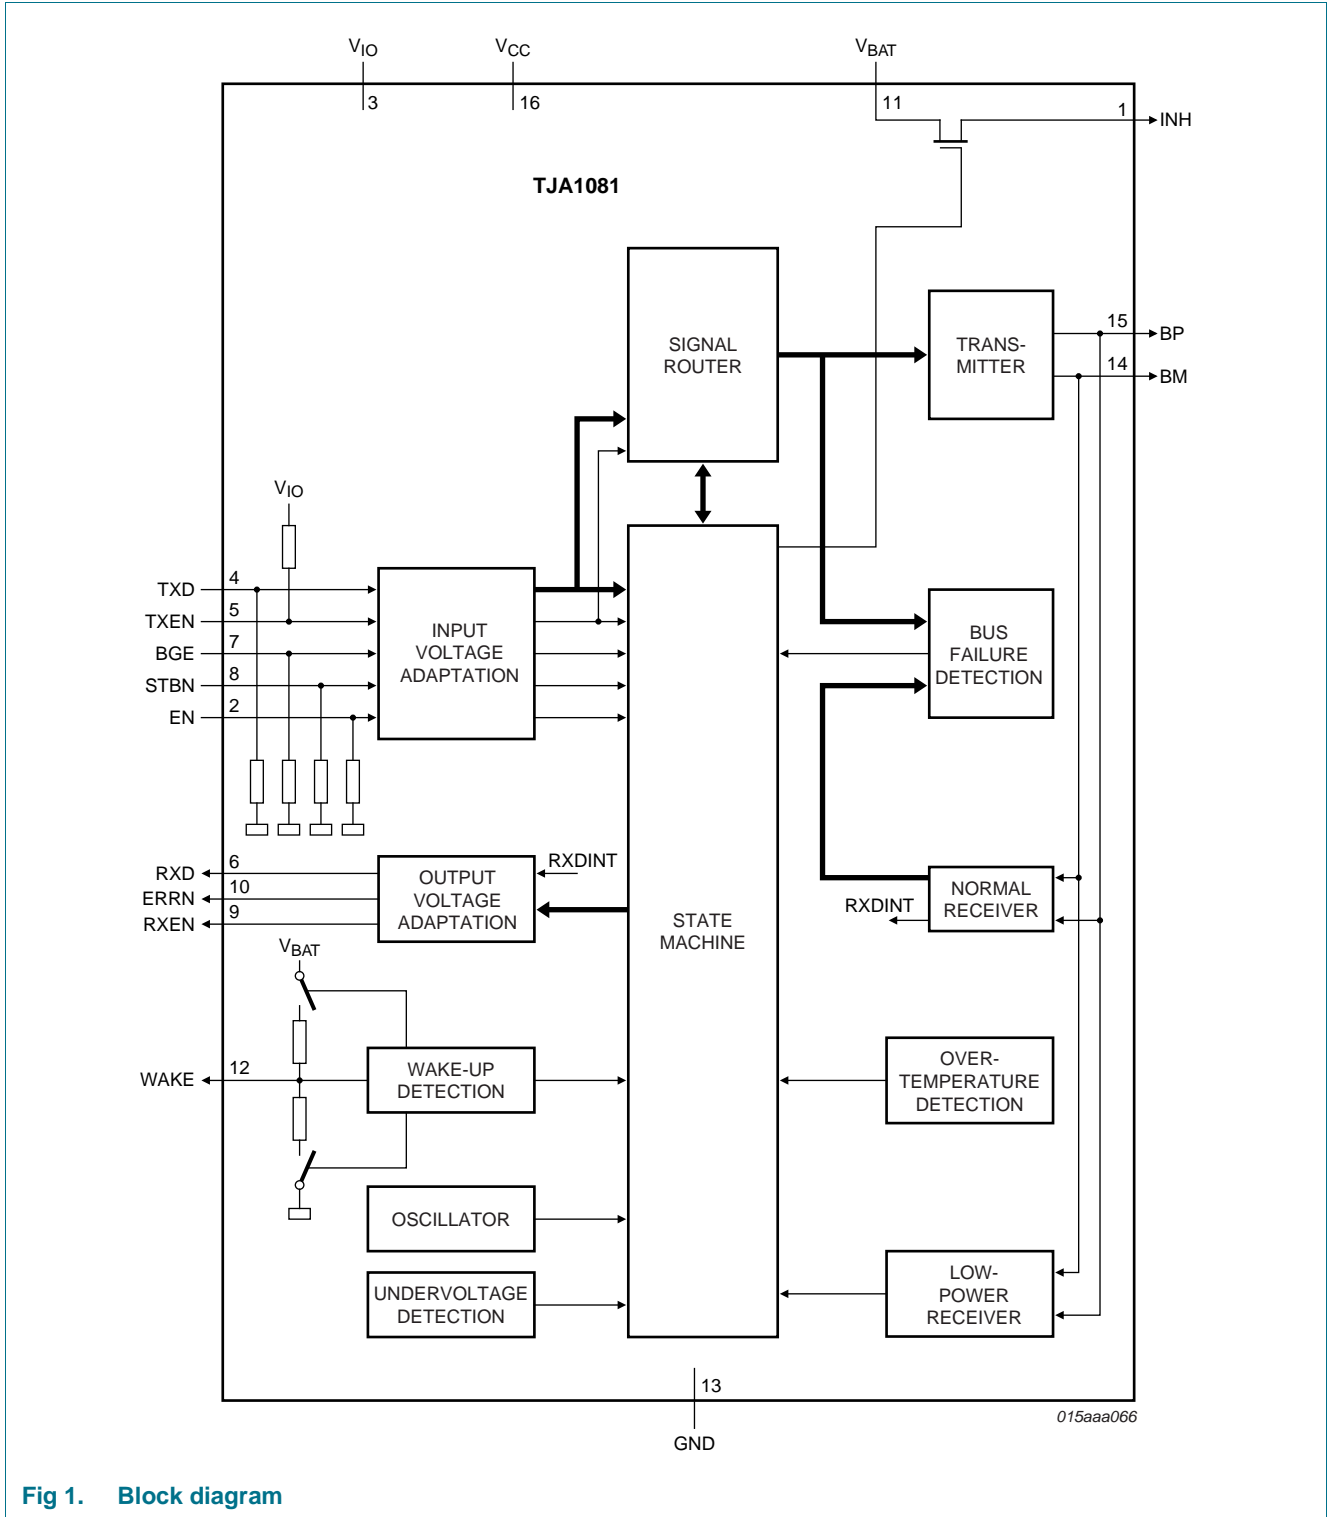 VIO
VCC
VBAT
3
16
11
1
INH
TJA1081
SIGNAL
ROUTER
TRANS-
MITTER
15
BP
14
BM
VIO
TXD
4
TXEN
5
BGE
7
STBN
8
EN
2
INPUT
VOLTAGE
ADAPTATION
BUS
FAILURE
DETECTION
RXD
6
ERRN
10
RXEN
9
OUTPUT
VOLTAGE
ADAPTATION
RXDINT
STATE
MACHINE
RXDINT
NORMAL
RECEIVER
VBAT
WAKE
12
WAKE-UP
DETECTION
OVER-
TEMPERATURE
DETECTION
OSCILLATOR
UNDERVOLTAGE
DETECTION
LOW-
POWER
RECEIVER
13
GND
015aaa066
Fig 1. Block diagram